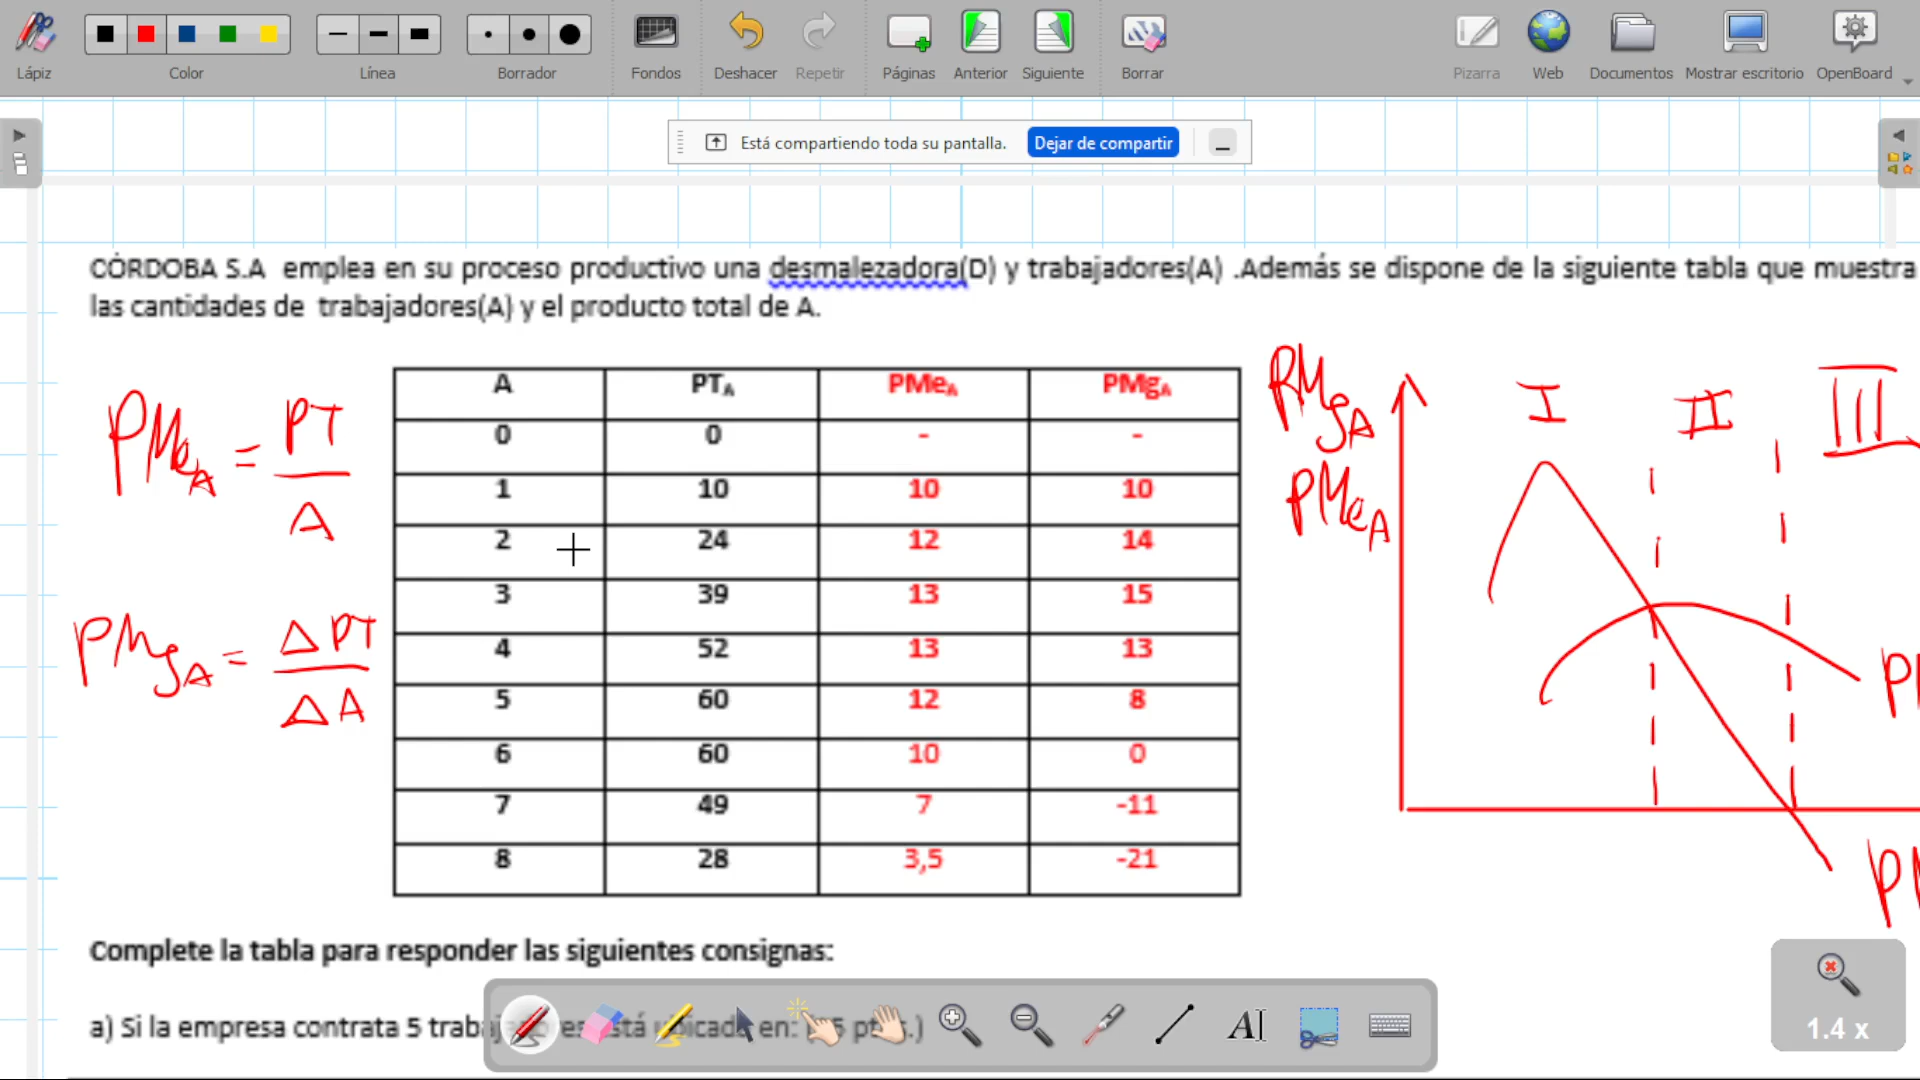 Lápiz
Color
Línea
Borrador
Fondos
Deshacer
Repetir
Páginas
Anterior
Siguiente
Borrar
Pizarra
Web
Documentos
Mostrar escritorio
OpenBoard
Está compartiendo toda su pantalla.
Dejar de compartir
CÓRDOBA S.A emplea en su proceso productivo una desmalezadora(D) y trabajadores(A) .Además se dispone de la siguiente tabla que muestra
las cantidades de trabajadores(A) y el producto total de A.
PMeA = PT / A
PMgA = ΔPT / ΔA
A PTA PMeA PMgA
0 0 - -
1 10 10 10
2 24 12 14
3 39 13 15
4 52 13 13
5 60 12 8
6 60 10 0
7 49 7 -11
8 28 3,5 -21
PMgA
PMeA
I II III
Complete la tabla para responder las siguientes consignas:
a) Si la empresa contrata 5 en:
1.4 x